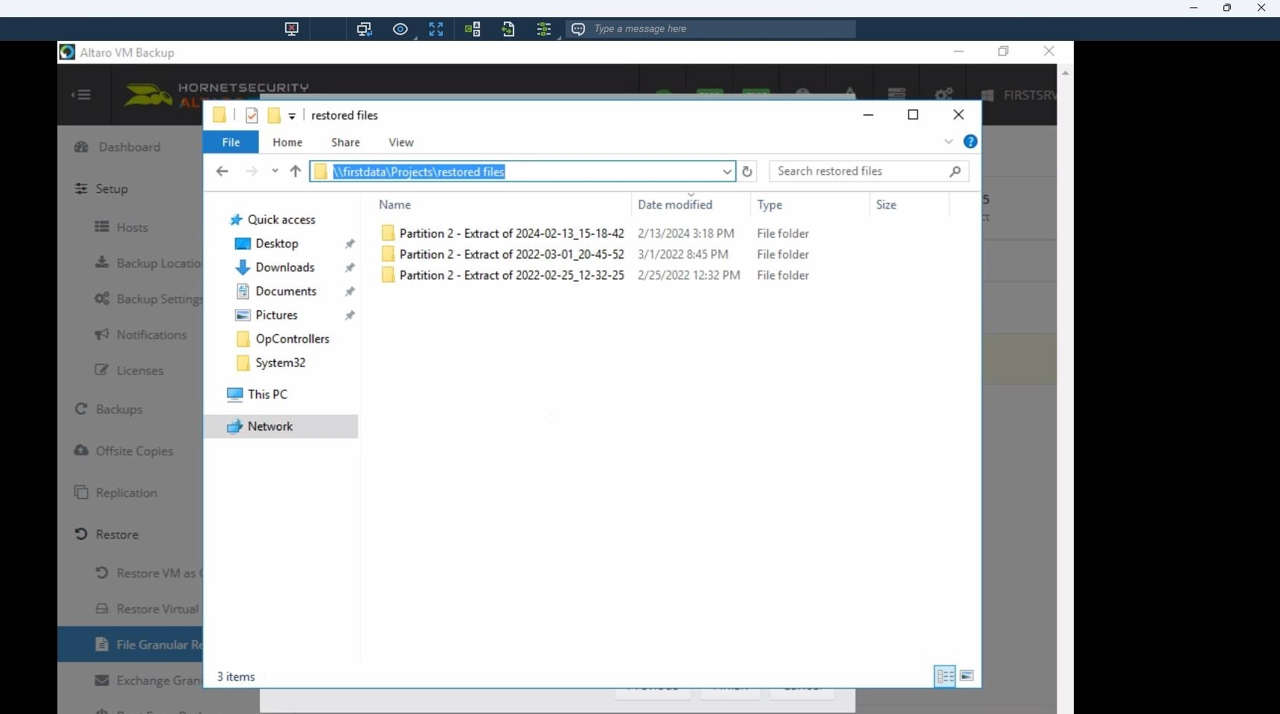 Type a message here
Altaro VM Backup
HORNETSECURITY
FIRSTSRV
restored files
File Home Share View
\\firstdata\Projects\restored files
Search restored files
Name Date modified Type Size
Partition 2 - Extract of 2024-02-13_15-18-42 2/13/2024 3:18 PM File folder
Partition 2 - Extract of 2022-03-01_20-45-52 3/1/2022 8:45 PM File folder
Partition 2 - Extract of 2022-02-25_12-32-25 2/25/2022 12:32 PM File folder
Quick access
Desktop
Downloads
Documents
Pictures
OpControllers
System32
This PC
Network
3 items
Dashboard
Setup
Hosts
Backup Locatio
Backup Settings
Notifications
Licenses
Backups
Offsite Copies
Replication
Restore
Restore VM as
Restore Virtual
File Granular Re
Exchange Gran